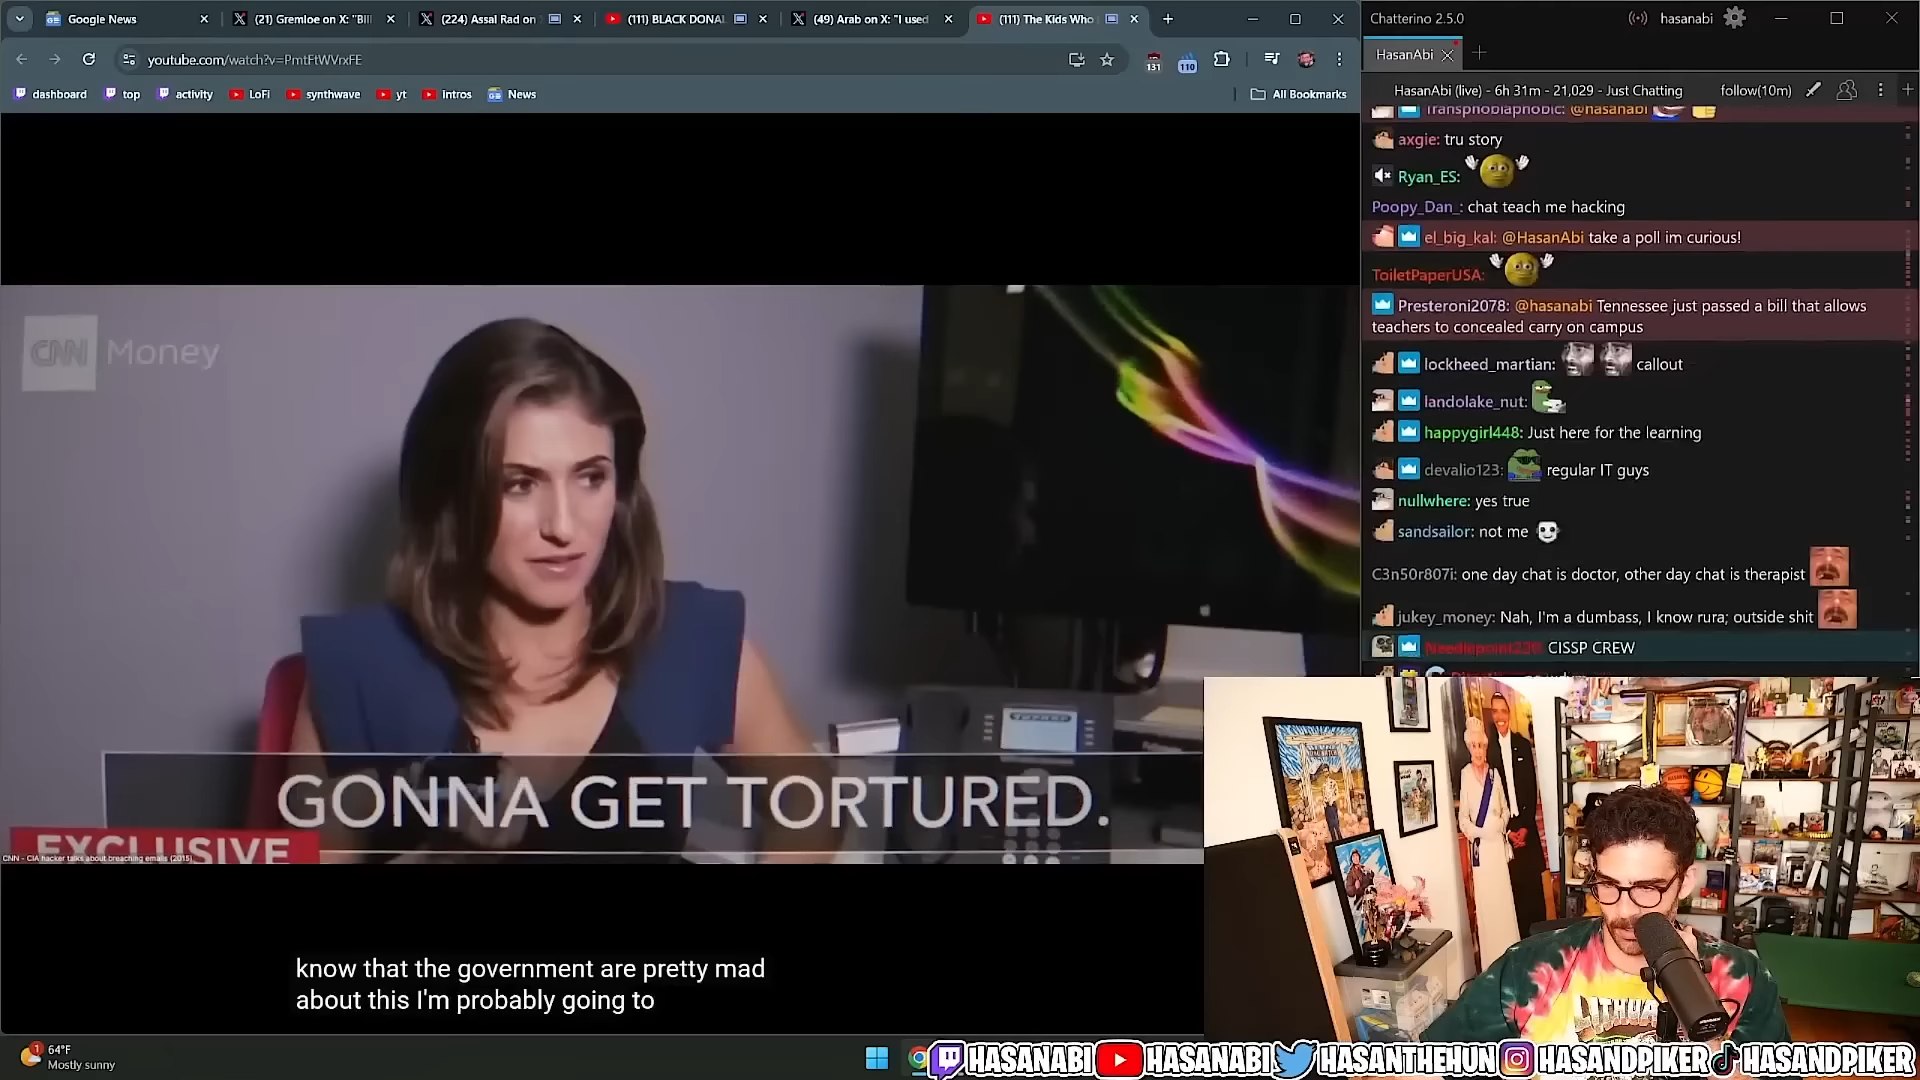 Google News
(21) Gremloe on X: "Bill
(224) Assal Rad on
(111) BLACK DONAL
(49) Arab on X: "I used
(111) The Kids Who
youtube.com/watch?v=PmtFtWVrxFE
131
110
dashboard
top
activity
LoFi
synthwave
yt
Intros
News
All Bookmarks
CNN Money
GONNA GET TORTURED.
EXCLUSIVE
CNN - CIA hacker talks about breaching emails (2015)
know that the government are pretty mad
about this I'm probably going to
1
64°F
Mostly sunny
Chatterino 2.5.0
hasanabi
HasanAbi
HasanAbi (live) - 6h 31m - 21,029 - Just Chatting
follow(10m)
Transphobiaphobic: @hasanabi
axgie: tru story
Ryan_ES:
Poopy_Dan_: chat teach me hacking
el_big_kal: @HasanAbi take a poll im curious!
ToiletPaperUSA:
Presteroni2078: @hasanabi Tennessee just passed a bill that allows
teachers to concealed carry on campus
lockheed_martian: callout
landolake_nut:
happygirl448: Just here for the learning
devalio123: regular IT guys
nullwhere: yes true
sandsailor: not me
C3n50r807i: one day chat is doctor, other day chat is therapist
jukey_money: Nah, I'm a dumbass, I know rura; outside shit
CISSP CREW
LITHUA
HASANABI HASANABI HASANTHEHUN HASANDPIKER HASANDPIKER